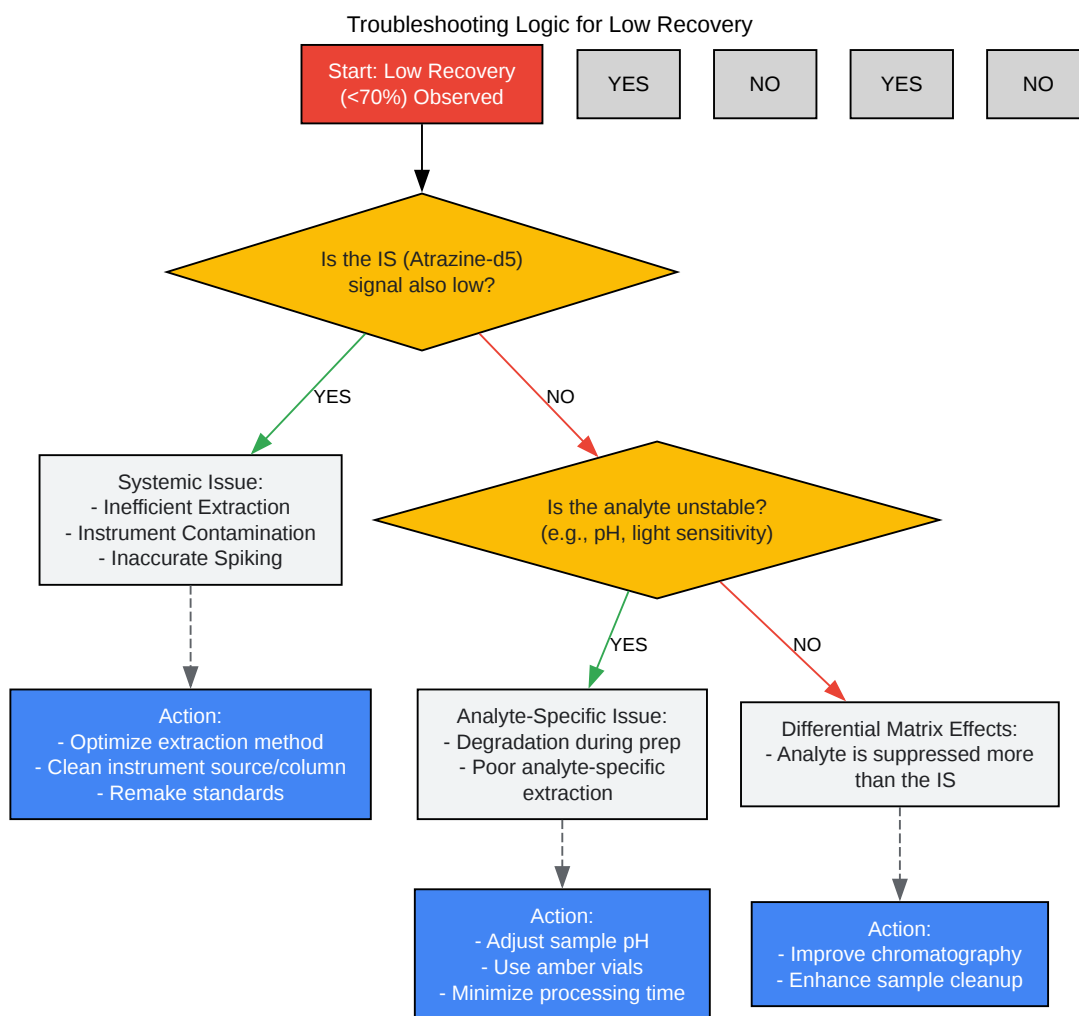 Troubleshooting Logic for Low Recovery
Start: Low Recovery
(<70%) Observed
YES
NO
YES
NO
Is the IS (Atrazine-d5)
signal also low?
YES
NO
Systemic Issue:
- Inefficient Extraction
- Instrument Contamination
- Inaccurate Spiking
Is the analyte unstable?
(e.g., pH, light sensitivity)
YES
NO
Action:
- Optimize extraction method
- Clean instrument source/column
- Remake standards
Analyte-Specific Issue:
- Degradation during prep
- Poor analyte-specific
extraction
Differential Matrix Effects:
- Analyte is suppressed more
than the IS
Action:
- Adjust sample pH
- Use amber vials
- Minimize processing time
Action:
- Improve chromatography
- Enhance sample cleanup